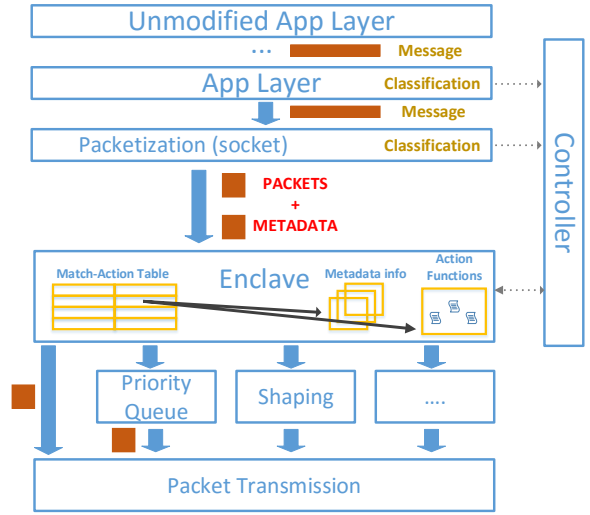 Unmodified App Layer
... Message
App Layer Classification
Message
Packetization (socket) Classification
Controller
PACKETS
+
METADATA
Match-Action Table Enclave Metadata info Action
Functions
Priority
Queue
Shaping
....
Packet Transmission